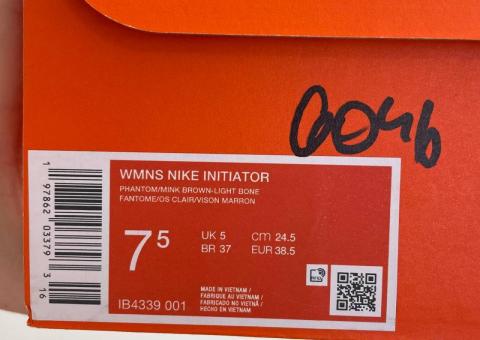 6046
WMNS NIKE INITIATOR
PHANTOM/MINK BROWN-LIGHT BONE
FANTOME/OS CLAIR/VISON MARRON
7⁵
UK 5
CM 24.5
BR 37
EUR 38.5
IB4339 001
MADE IN VIETNAM /
FABRIQUE AU VIETNAM /
FABRICADO NO VIETNÃ /
HECHO EN VIETNAM
1 97862 03379 3 16